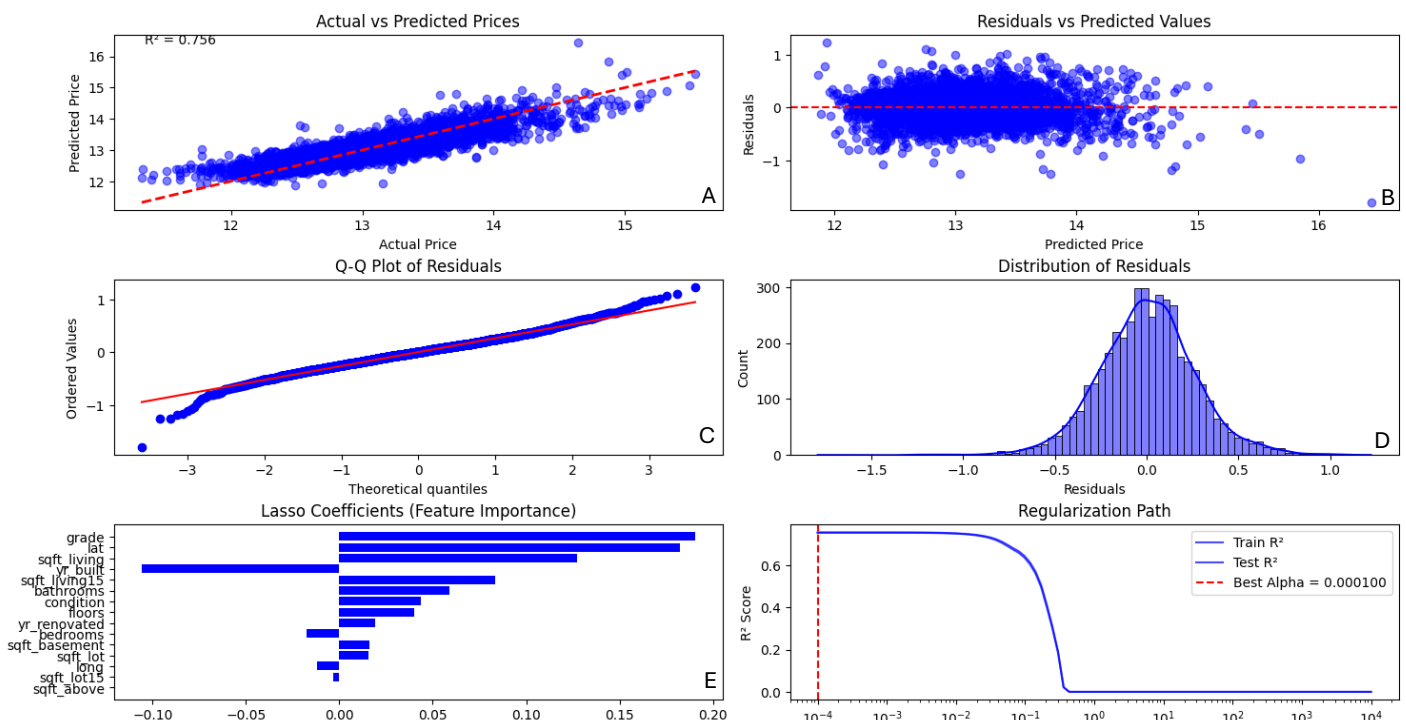 Actual vs Predicted Prices
R² = 0.756
16
15
14
13
12
Predicted Price
12 13 14 15
Actual Price
A
Residuals vs Predicted Values
1
0
−1
Residuals
12 13 14 15 16
Predicted Price
B
Q-Q Plot of Residuals
1
0
−1
Ordered Values
−3 −2 −1 0 1 2 3
Theoretical quantiles
C
Distribution of Residuals
300
200
100
0
Count
−1.5 −1.0 −0.5 0.0 0.5 1.0
Residuals
D
Lasso Coefficients (Feature Importance)
grade
lat
sqft_living
yr_built
sqft_living15
bathrooms
condition
floors
yr_renovated
bedrooms
sqft_basement
sqft_lot
long
sqft_lot15
sqft_above
−0.10 −0.05 0.00 0.05 0.10 0.15 0.20
E
Regularization Path
0.6
0.4
0.2
0.0
R² Score
Train R²
Test R²
Best Alpha = 0.000100
10⁻⁴ 10⁻³ 10⁻² 10⁻¹ 10⁰ 10¹ 10² 10³ 10⁴